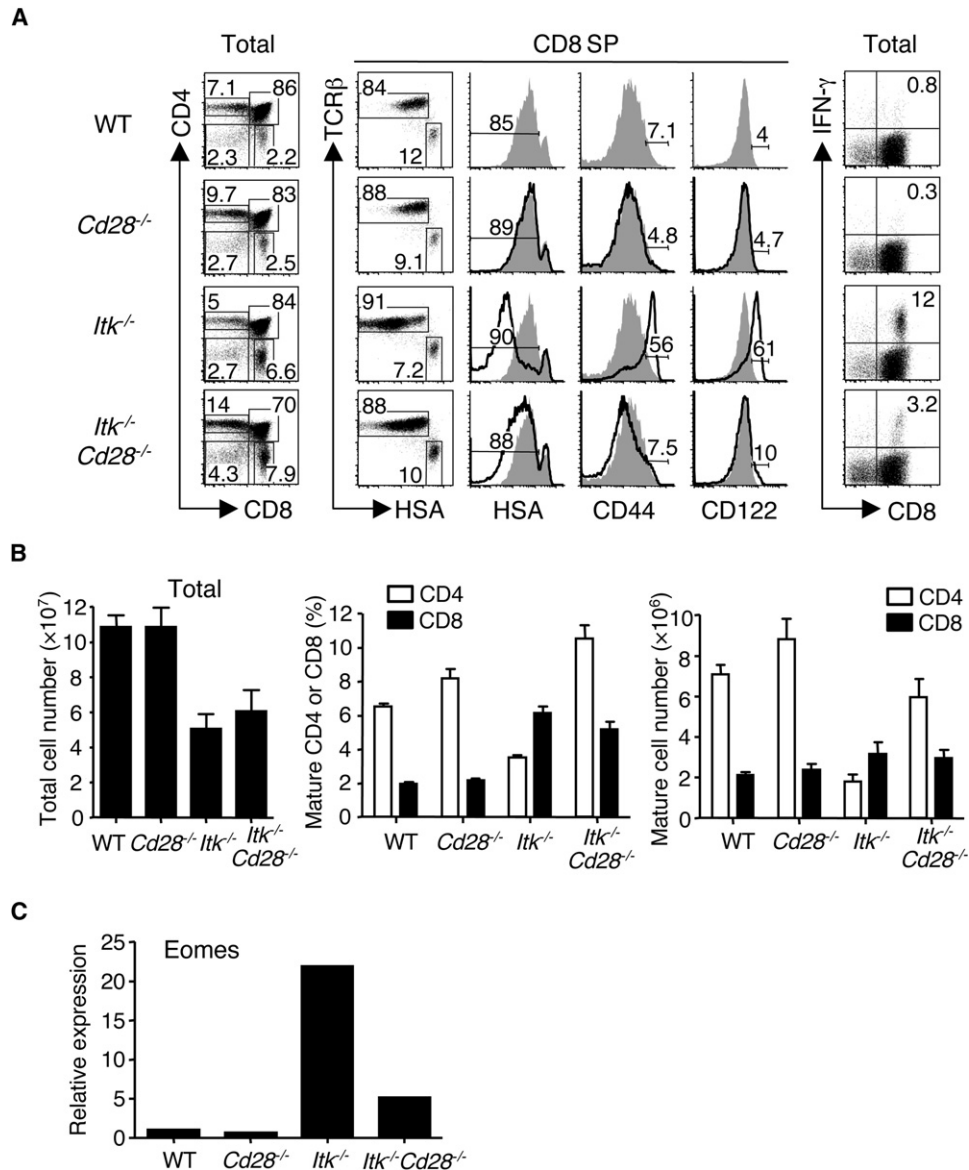 A
Total
CD8 SP
Total
WT
CD4
7.1
86
2.3
2.2
TCRβ
84
12
85
7.1
4
IFN-γ
0.8
Cd28-/-
9.7
83
2.7
2.5
88
9.1
89
4.8
4.7
0.3
Itk-/-
5
84
2.7
6.6
91
7.2
90
56
61
12
Itk-/-
Cd28-/-
14
70
4.3
7.9
88
10
88
7.5
10
3.2
CD8
HSA
HSA
CD44
CD122
CD8
B
Total
Total cell number (×10⁷)
12
10
8
6
4
2
0
WT
Cd28-/-
Itk-/-
Itk-/-
Cd28-/-
CD4
CD8
Mature CD4 or CD8 (%)
12
10
8
6
4
2
0
WT
Cd28-/-
Itk-/-
Itk-/-
Cd28-/-
CD4
CD8
Mature cell number (×10⁶)
10
8
6
4
2
0
WT
Cd28-/-
Itk-/-
Itk-/-
Cd28-/-
C
Eomes
Relative expression
25
20
15
10
5
0
WT
Cd28-/-
Itk-/-
Itk-/-Cd28-/-